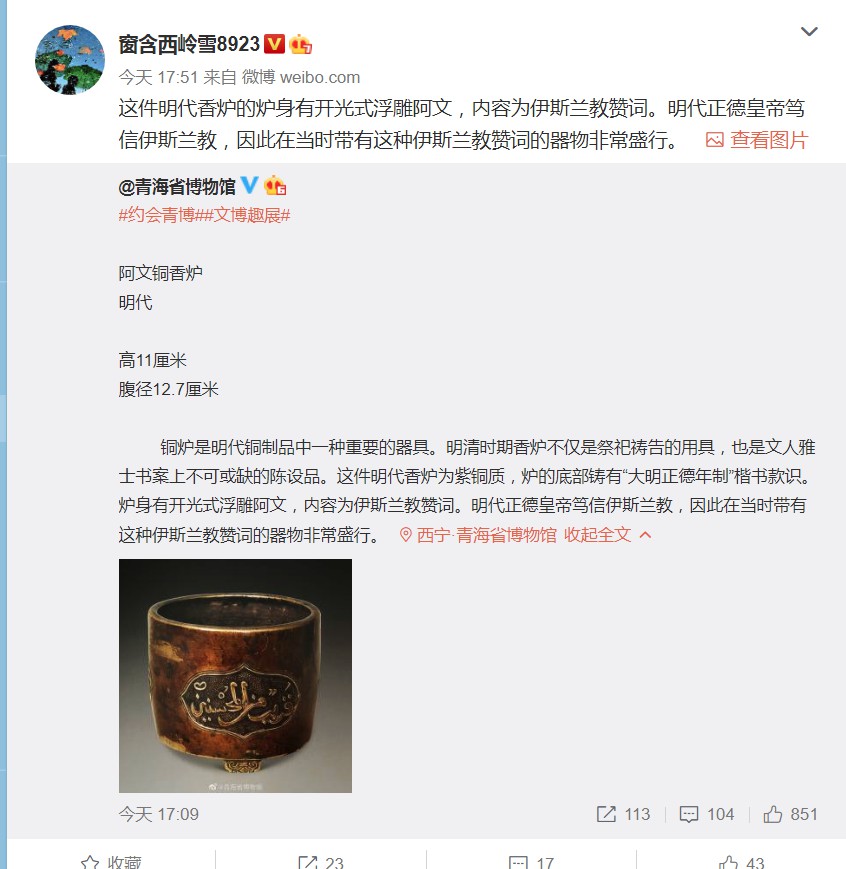 窗含西岭雪8923
今天 17:51 来自 微博 weibo.com
这件明代香炉的炉身有开光式浮雕阿文，内容为伊斯兰教赞词。明代正德皇帝笃
信伊斯兰教，因此在当时带有这种伊斯兰教赞词的器物非常盛行。 查看图片
@青海省博物馆
#约会青博##文博趣展#
阿文铜香炉
明代
高11厘米
腹径12.7厘米
铜炉是明代铜制品中一种重要的器具。明清时期香炉不仅是祭祀祷告的用具，也是文人雅
士书案上不可或缺的陈设品。这件明代香炉为紫铜质，炉的底部铸有“大明正德年制”楷书款识。
炉身有开光式浮雕阿文，内容为伊斯兰教赞词。明代正德皇帝笃信伊斯兰教，因此在当时带有
这种伊斯兰教赞词的器物非常盛行。 西宁·青海省博物馆 收起全文
@青海省博物馆
今天 17:09 113 104 851
收藏 23 17 43